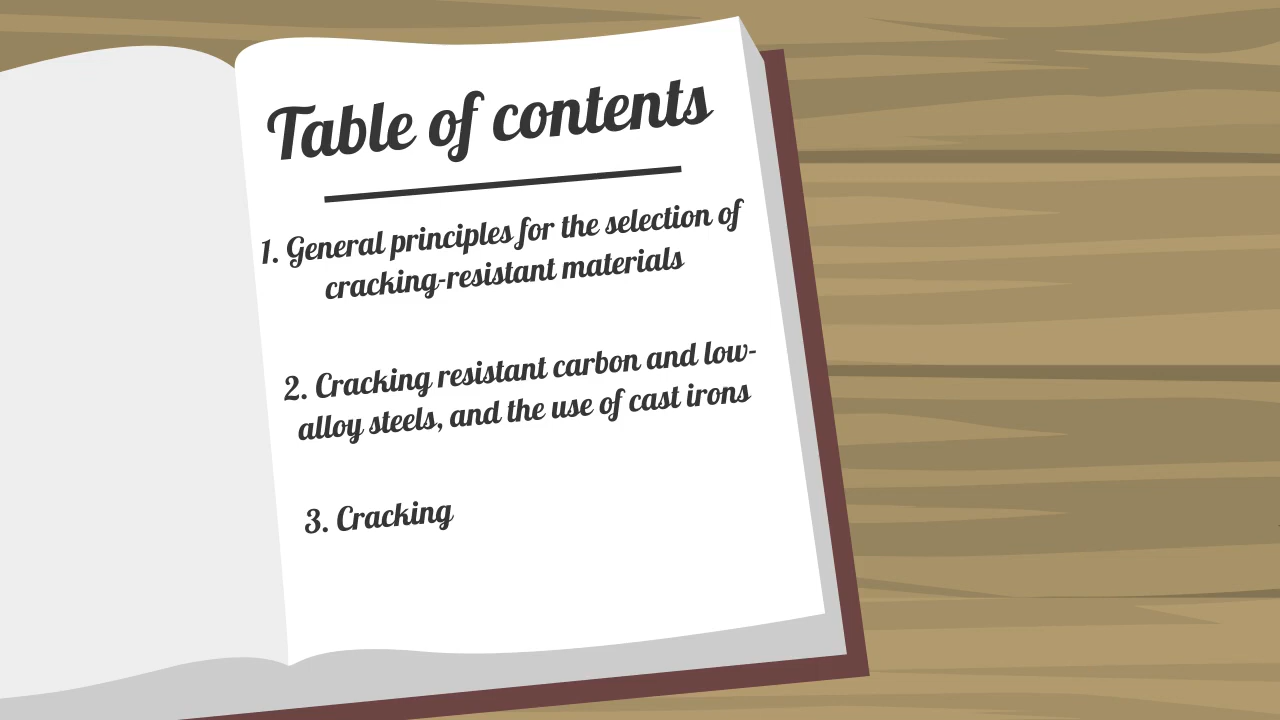 Table of contents
1. General principles for the selection of
cracking-resistant materials
2. Cracking resistant carbon and low-
alloy steels, and the use of cast irons
3. Cracking